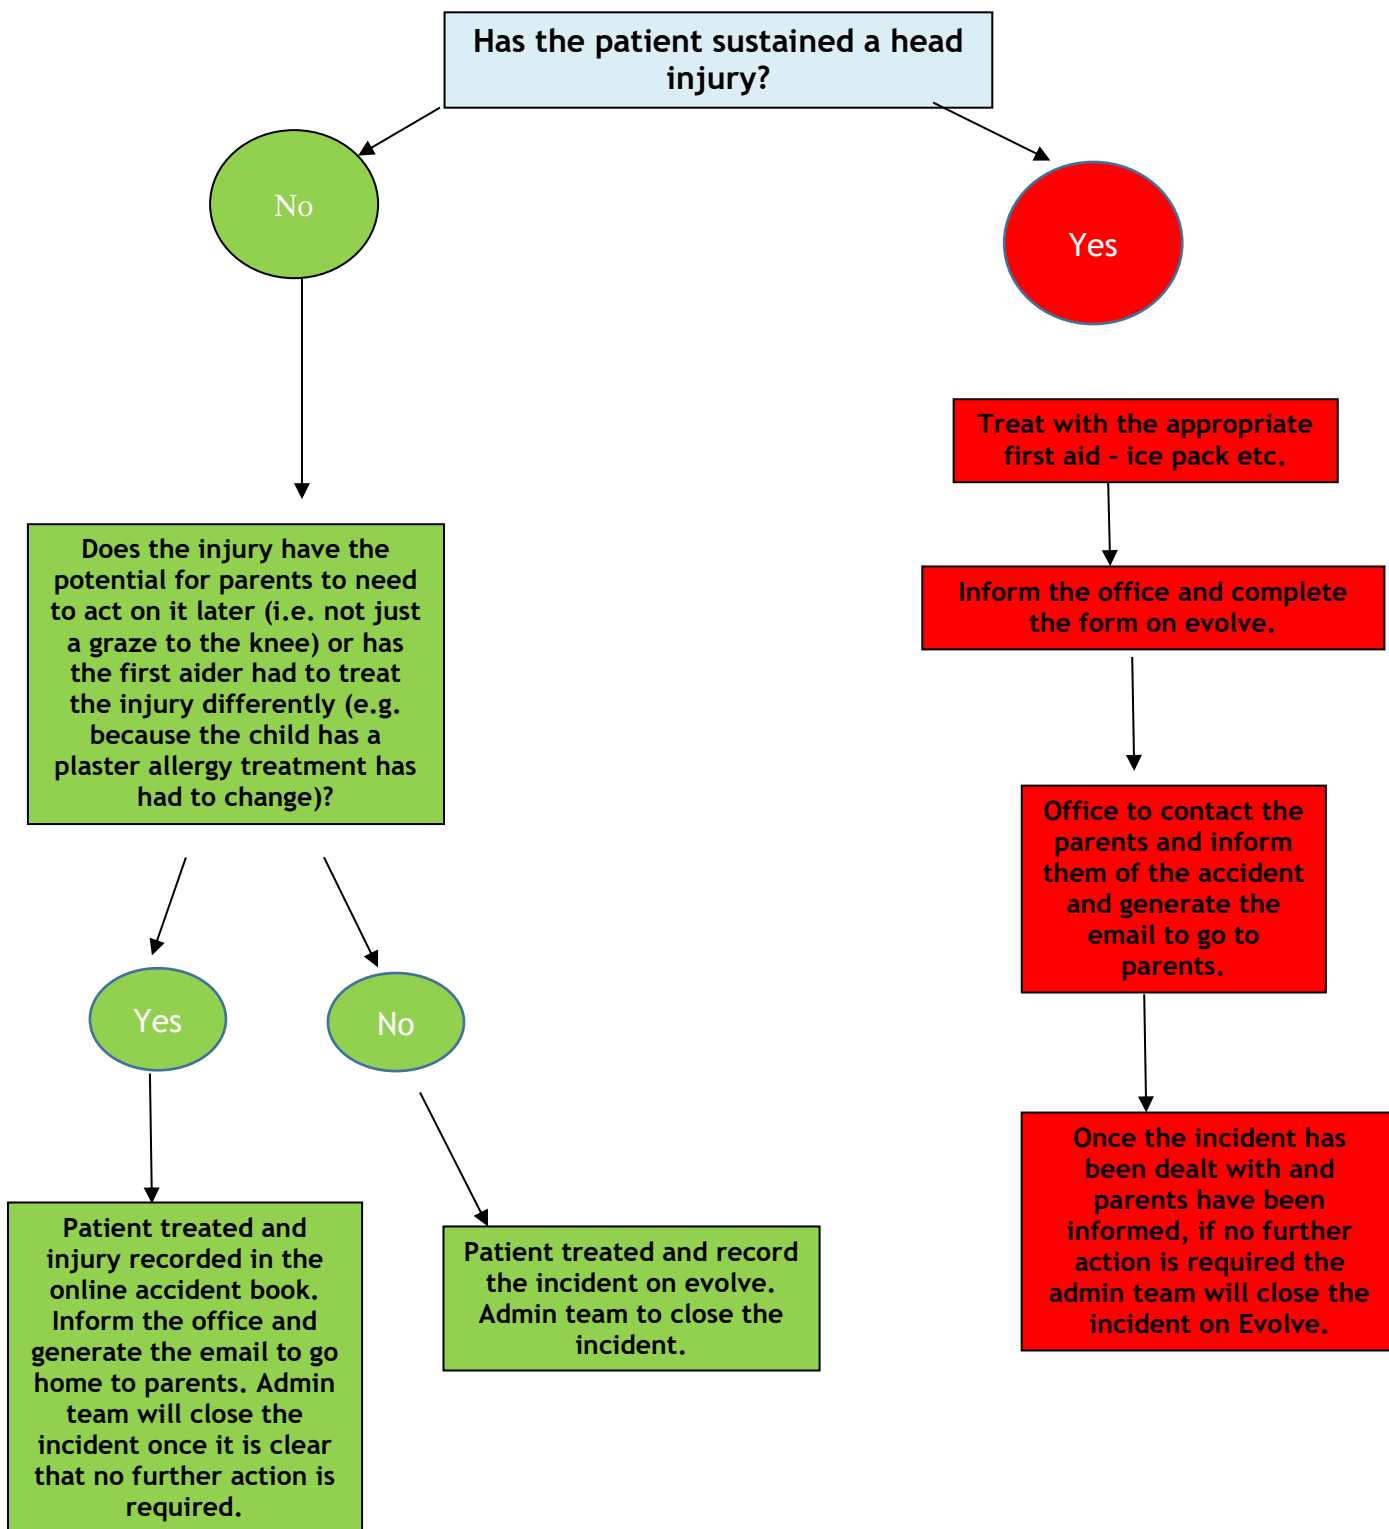 Has the patient sustained a head
injury?
No
Yes
Treat with the appropriate
first aid - ice pack etc.
Does the injury have the
potential for parents to need
to act on it later (i.e. not just
a graze to the knee) or has
the first aider had to treat
the injury differently (e.g.
because the child has a
plaster allergy treatment has
had to change)?
Inform the office and complete
the form on evolve.
Office to contact the
parents and inform
them of the accident
and generate the
email to go to
parents.
Yes
No
Once the incident has
been dealt with and
parents have been
informed, if no further
action is required the
admin team will close the
incident on Evolve.
Patient treated and
injury recorded in the
online accident book.
Inform the office and
generate the email to go
home to parents. Admin
team will close the
incident once it is clear
that no further action is
required.
Patient treated and record
the incident on evolve.
Admin team to close the
incident.